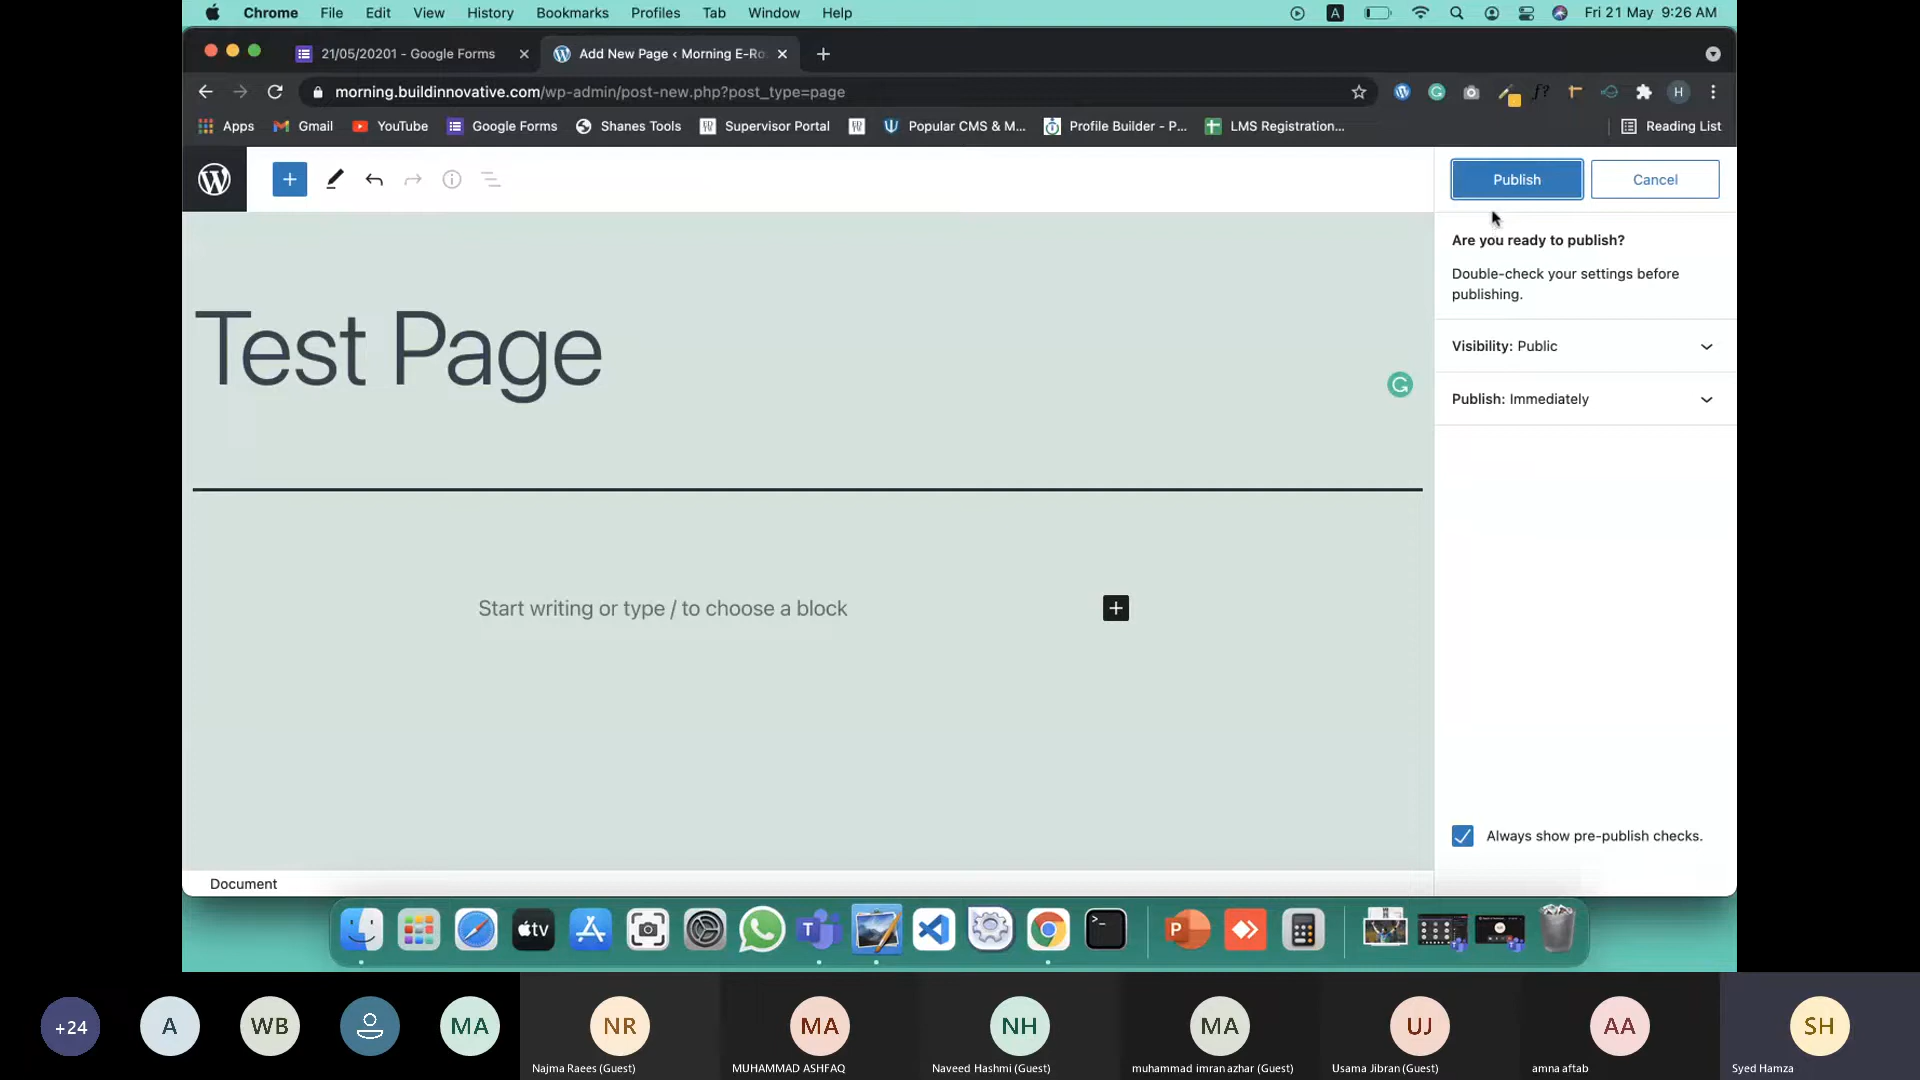 Chrome File Edit View History Bookmarks Profiles Tab Window Help A Fri 21 May 9:26 AM
21/05/20201 - Google Forms Add New Page < Morning E-Ro
morning.buildinnovative.com/wp-admin/post-new.php?post_type=page
H
Apps Gmail YouTube Google Forms Shanes Tools Supervisor Portal Popular CMS & M... Profile Builder - P... LMS Registration... Reading List
Publish Cancel
Are you ready to publish?
Double-check your settings before
publishing.
Test Page
Visibility: Public
Publish: Immediately
Start writing or type / to choose a block
Always show pre-publish checks.
Document
tv
+24 A WB MA NR MA NH MA UJ AA SH
Najma Raees (Guest) MUHAMMAD ASHFAQ Naveed Hashmi (Guest) muhammad imran azhar (Guest) Usama Jibran (Guest) amna aftab Syed Hamza